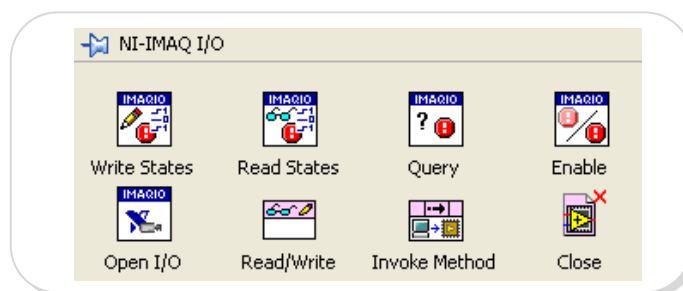 NI-IMAQ I/O
IMAQIO IMAQIO IMAQIO IMAQIO
?
Write States Read States Query Enable
IMAQIO
Open I/O Read/Write Invoke Method Close